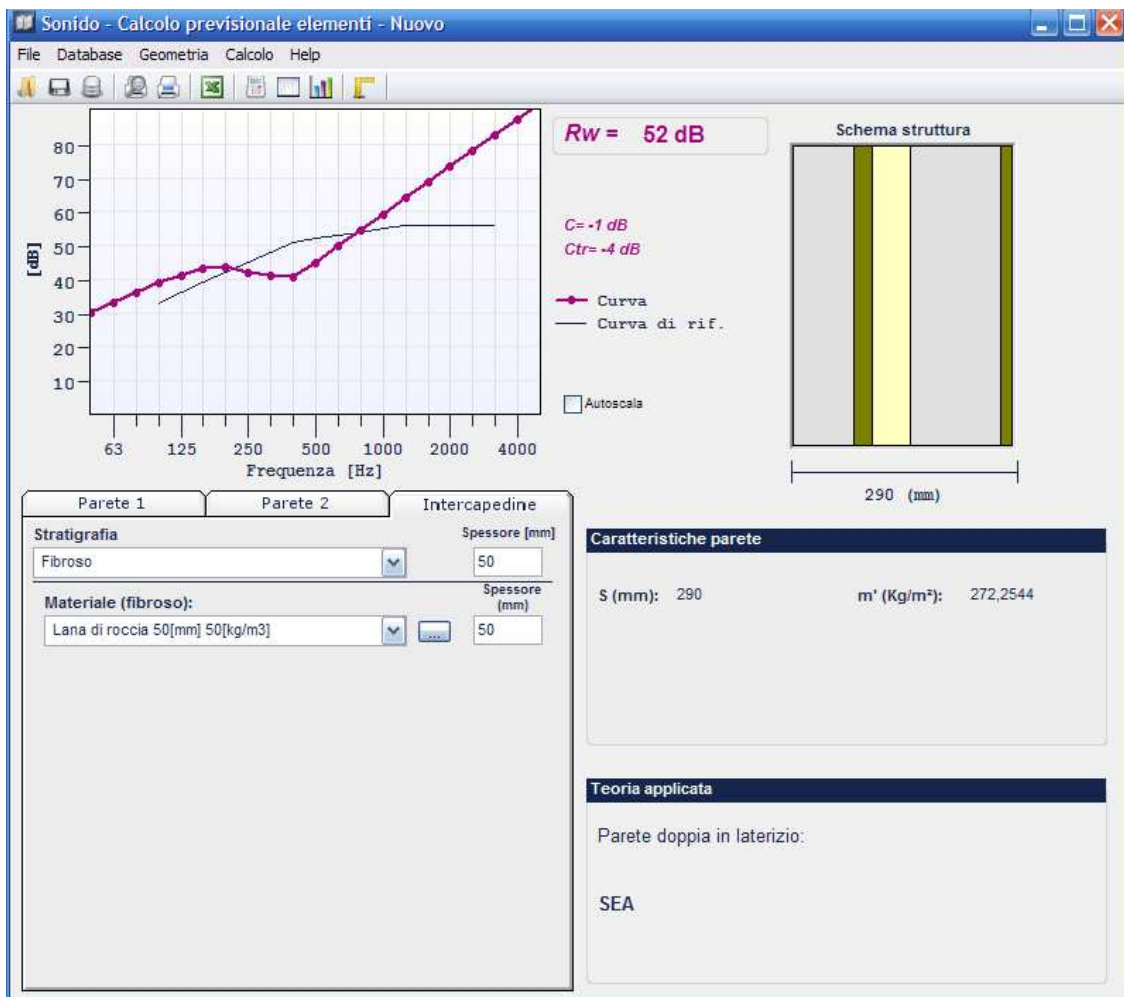 Sonido - Calcolo previsionale elementi - Nuovo
File Database Geometria Calcolo Help
Rw = 52 dB
C= -1 dB
Ctr= -4 dB
Curva
Curva di rif.
Autoscala
[dB]
80
70
60
50
40
30
20
10
63 125 250 500 1000 2000 4000
Frequenza [Hz]
Schema struttura
290 (mm)
Parete 1 Parete 2 Intercapedine
Stratigrafia Spessore [mm]
Fibroso 50
Materiale (fibroso): Spessore (mm)
Lana di roccia 50[mm] 50[kg/m3] ... 50
Caratteristiche parete
S (mm): 290 m' (Kg/m²): 272,2544
Teoria applicata
Parete doppia in laterizio:
SEA